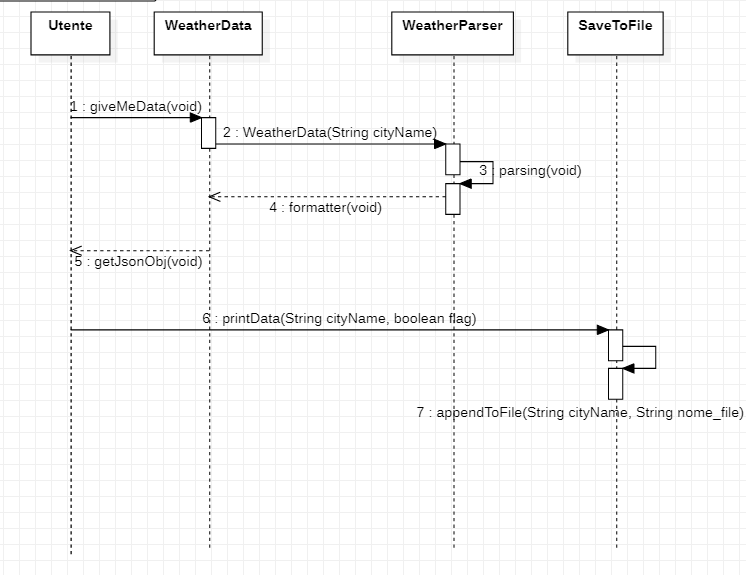 Utente
WeatherData
WeatherParser
SaveToFile
1 : giveMeData(void)
2 : WeatherData(String cityName)
3 : parsing(void)
4 : formatter(void)
5 : getJsonObj(void)
6 : printData(String cityName, boolean flag)
7 : appendToFile(String cityName, String nome_file)